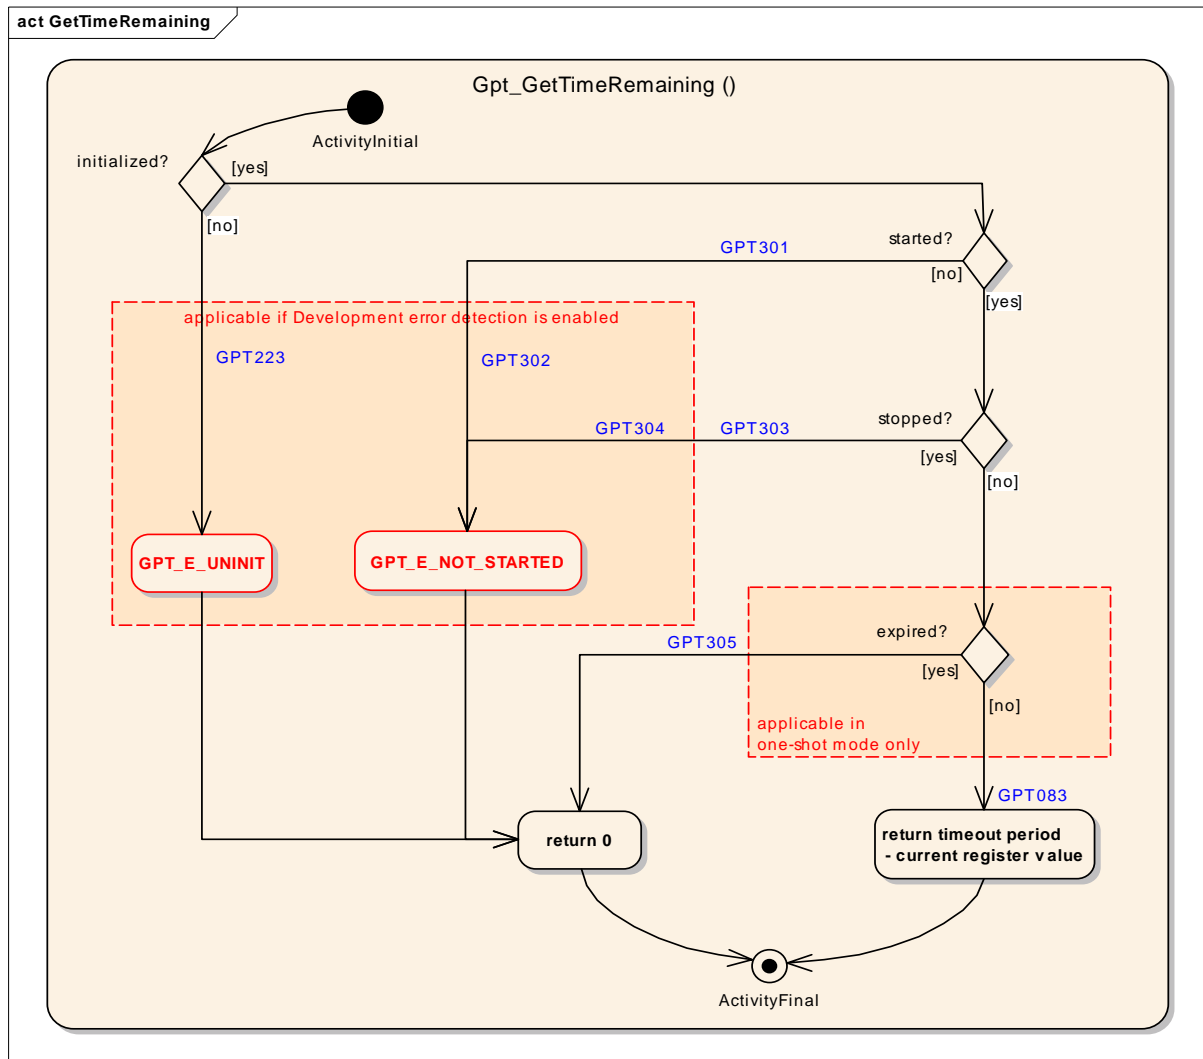 act GetTimeRemaining
Gpt_GetTimeRemaining ()
ActivityInitial
initialized?
[yes]
[no]
started?
GPT301
[no]
[yes]
applicable if Development error detection is enabled
GPT223
GPT302
stopped?
GPT304
GPT303
[yes]
[no]
GPT_E_UNINIT
GPT_E_NOT_STARTED
expired?
GPT305
[yes]
[no]
applicable in
one-shot mode only
GPT083
return 0
return timeout period
- current register value
ActivityFinal